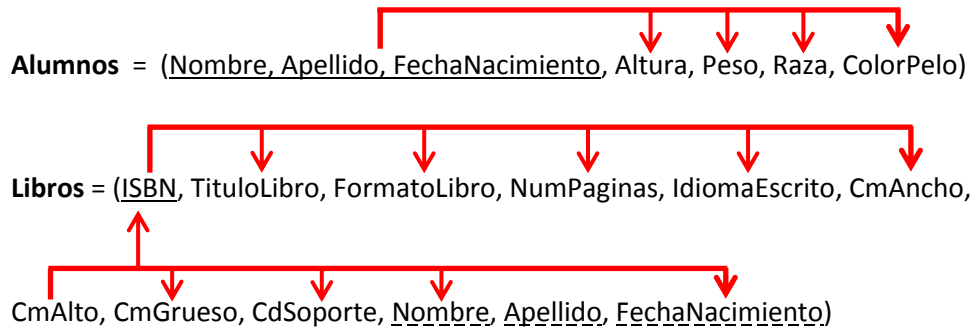 Alumnos = (Nombre, Apellido, FechaNacimiento, Altura, Peso, Raza, ColorPelo)
Libros = (ISBN, TituloLibro, FormatoLibro, NumPaginas, IdiomaEscrito, CmAncho,
CmAlto, CmGrueso, CdSoporte, Nombre, Apellido, FechaNacimiento)